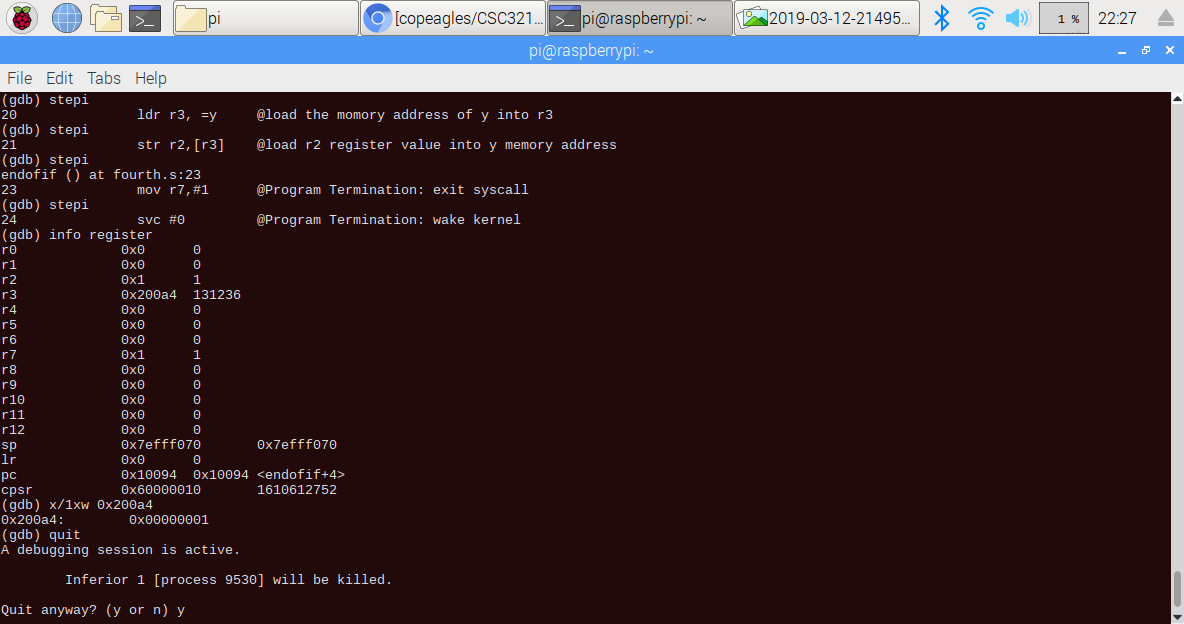 pi
[copeagles/CSC321...
pi@raspberrypi: ~
2019-03-12-21495...
1 %
22:27
pi@raspberrypi: ~
File Edit Tabs Help
(gdb) stepi
20 ldr r3, =y @load the momory address of y into r3
(gdb) stepi
21 str r2,[r3] @load r2 register value into y memory address
(gdb) stepi
endofif () at fourth.s:23
23 mov r7,#1 @Program Termination: exit syscall
(gdb) stepi
24 svc #0 @Program Termination: wake kernel
(gdb) info register
r0 0x0 0
r1 0x0 0
r2 0x1 1
r3 0x200a4 131236
r4 0x0 0
r5 0x0 0
r6 0x0 0
r7 0x1 1
r8 0x0 0
r9 0x0 0
r10 0x0 0
r11 0x0 0
r12 0x0 0
sp 0x7efff070 0x7efff070
lr 0x0 0
pc 0x10094 0x10094 <endofif+4>
cpsr 0x60000010 1610612752
(gdb) x/1xw 0x200a4
0x200a4: 0x00000001
(gdb) quit
A debugging session is active.
Inferior 1 [process 9530] will be killed.
Quit anyway? (y or n) y